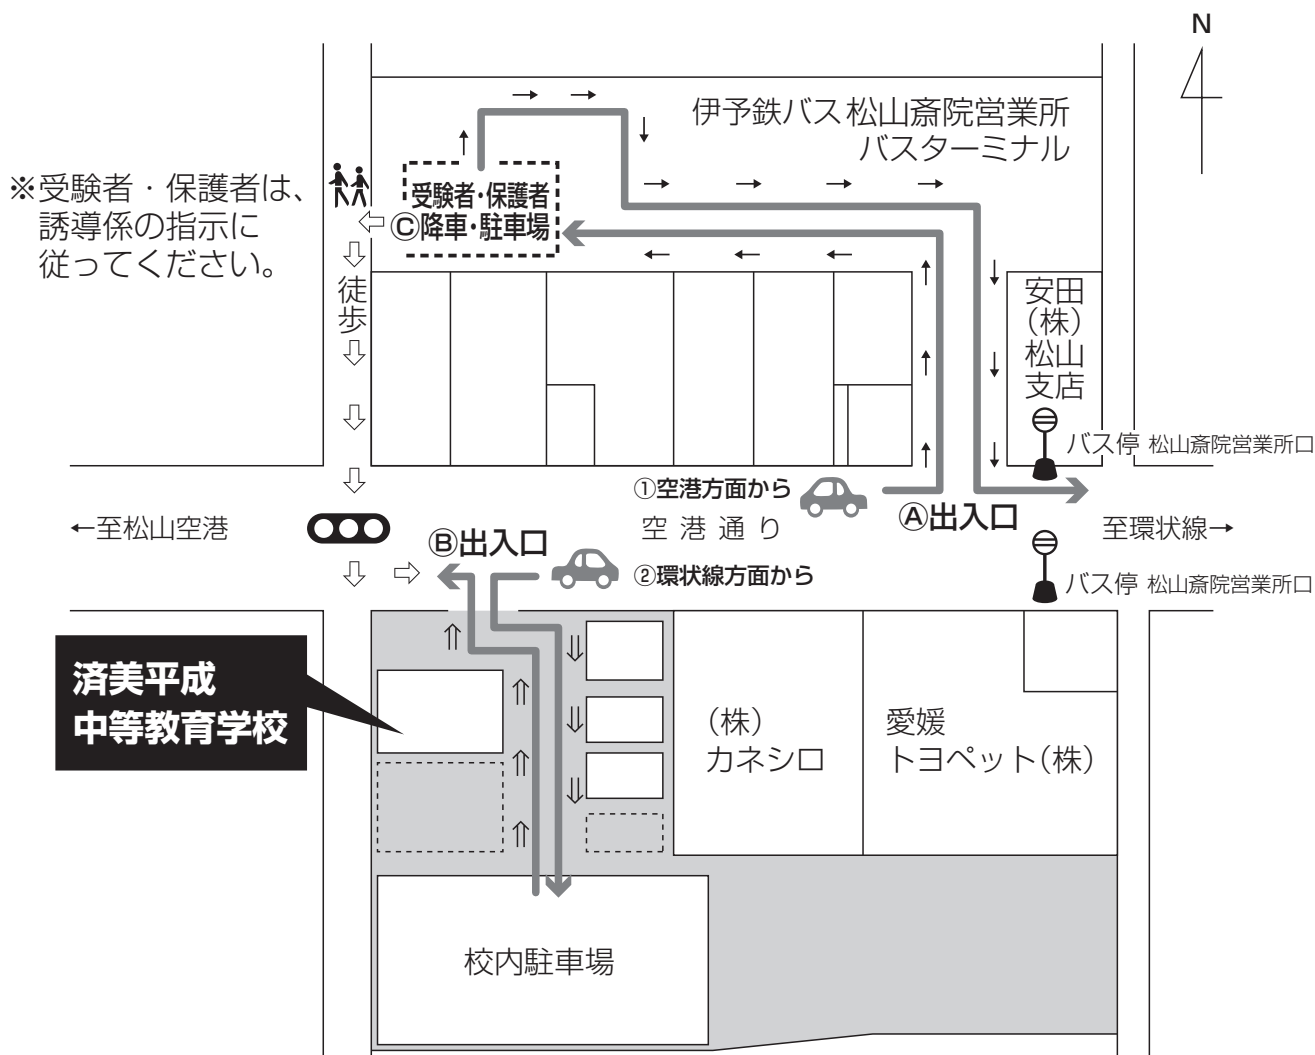 N
伊予鉄バス松山斎院営業所
バスターミナル
※受験者・保護者は、
誘導係の指示に
従ってください。
受験者・保護者
Ⓒ降車・駐車場
徒歩
安田
(株)
松山
支店
バス停 松山斎院営業所口
①空港方面から
空港通り
Ⓐ出入口
←至松山空港
至環状線→
Ⓑ出入口
②環状線方面から
バス停 松山斎院営業所口
済美平成
中等教育学校
(株)
カネシロ
愛媛
トヨペット(株)
校内駐車場